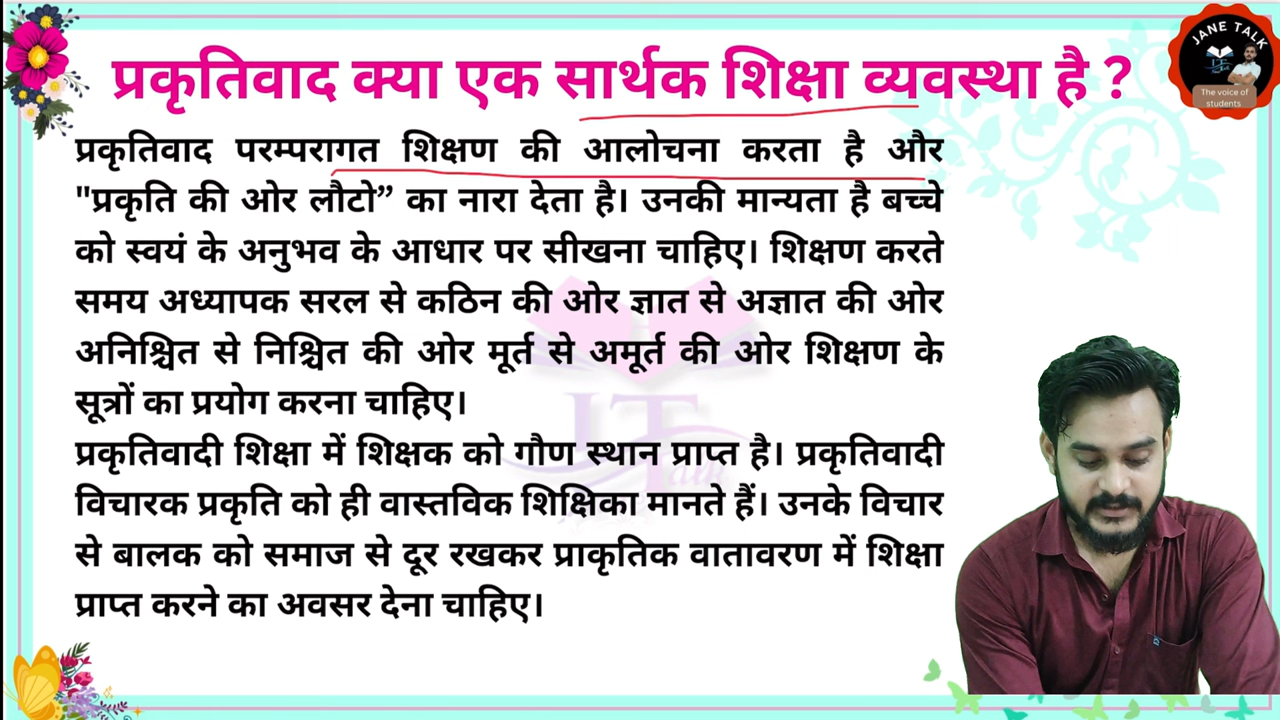 प्रकृतिवाद क्या एक सार्थक शिक्षा व्यवस्था है ?
JANE TALK
The voice of
students
प्रकृतिवाद परम्परागत शिक्षण की आलोचना करता है और
"प्रकृति की ओर लौटो” का नारा देता है। उनकी मान्यता है बच्चे
को स्वयं के अनुभव के आधार पर सीखना चाहिए। शिक्षण करते
समय अध्यापक सरल से कठिन की ओर ज्ञात से अज्ञात की ओर
अनिश्चित से निश्चित की ओर मूर्त से अमूर्त की ओर शिक्षण के
सूत्रों का प्रयोग करना चाहिए।
प्रकृतिवादी शिक्षा में शिक्षक को गौण स्थान प्राप्त है। प्रकृतिवादी
विचारक प्रकृति को ही वास्तविक शिक्षिका मानते हैं। उनके विचार
से बालक को समाज से दूर रखकर प्राकृतिक वातावरण में शिक्षा
प्राप्त करने का अवसर देना चाहिए।